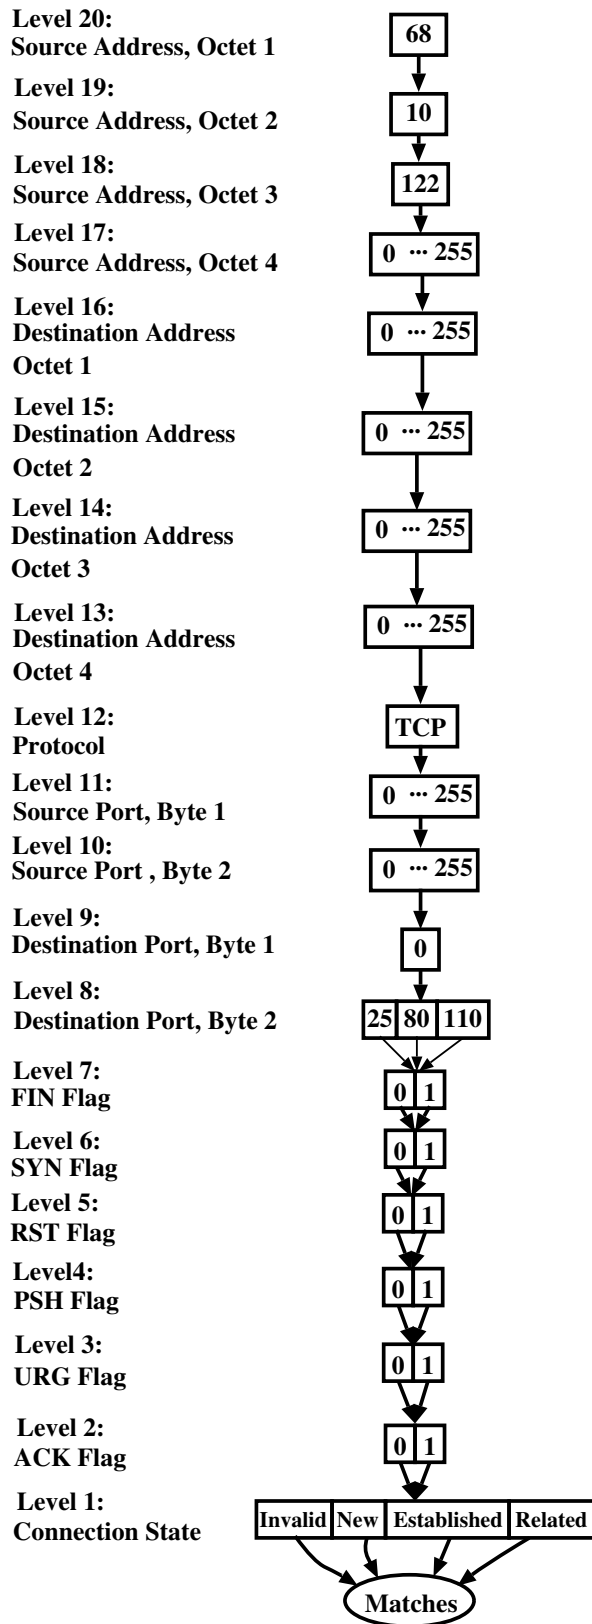 Level 20:
Source Address, Octet 1
68
Level 19:
Source Address, Octet 2
10
Level 18:
Source Address, Octet 3
122
Level 17:
Source Address, Octet 4
0 ... 255
Level 16:
Destination Address
Octet 1
0 ... 255
Level 15:
Destination Address
Octet 2
0 ... 255
Level 14:
Destination Address
Octet 3
0 ... 255
Level 13:
Destination Address
Octet 4
0 ... 255
Level 12:
Protocol
TCP
Level 11:
Source Port, Byte 1
0 ... 255
Level 10:
Source Port , Byte 2
0 ... 255
Level 9:
Destination Port, Byte 1
0
Level 8:
Destination Port, Byte 2
25 80 110
Level 7:
FIN Flag
0 1
Level 6:
SYN Flag
0 1
Level 5:
RST Flag
0 1
Level4:
PSH Flag
0 1
Level 3:
URG Flag
0 1
Level 2:
ACK Flag
0 1
Level 1:
Connection State
Invalid New Established Related
Matches